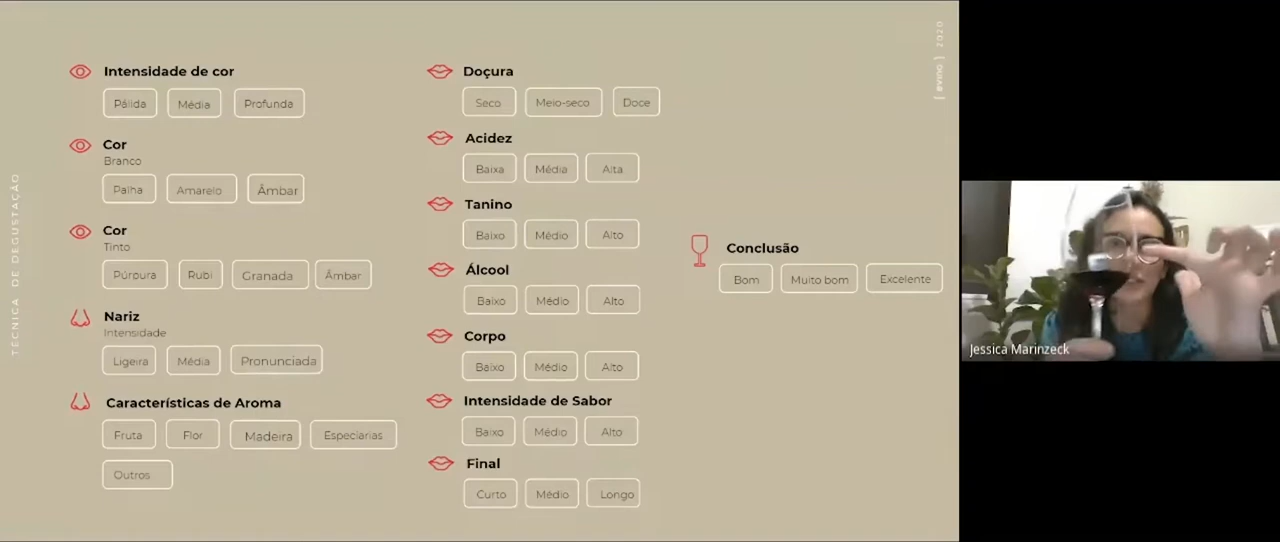 TÉCNICA DE DEGUSTAÇÃO
Intensidade de cor
Pálida Média Profunda
Cor
Branco
Palha Amarelo Âmbar
Cor
Tinto
Púrpura Rubi Granada Âmbar
Nariz
Intensidade
Ligeira Média Pronunciada
Características de Aroma
Fruta Flor Madeira Especiarias
Outros
Doçura
Seco Meio-seco Doce
Acidez
Baixa Média Alta
Tanino
Baixo Médio Alto
Álcool
Baixo Médio Alto
Corpo
Baixo Médio Alto
Intensidade de Sabor
Baixo Médio Alto
Final
Curto Médio Longo
Conclusão
Bom Muito bom Excelente
[ evino ] 2020
Jessica Marinzeck